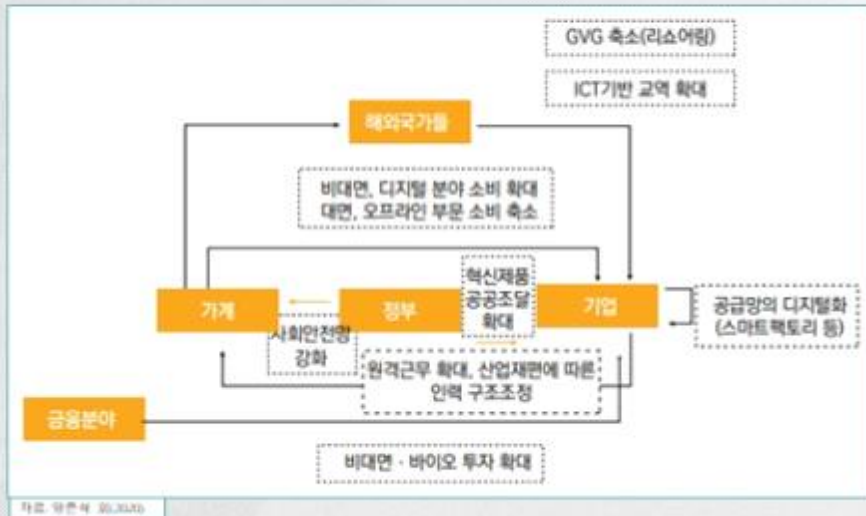 GVG 축소(리쇼어링)
ICT기반 교역 확대
해외국가들
비대면, 디지털 분야 소비 확대
대면, 오프라인 부문 소비 축소
가계
정부
혁신제품
공공조달
확대
기업
공급망의 디지털화
(스마트팩토리 등)
사회안전망
강화
원격근무 확대, 산업재편에 따른
인력 구조조정
금융분야
비대면 · 바이오 투자 확대
자료